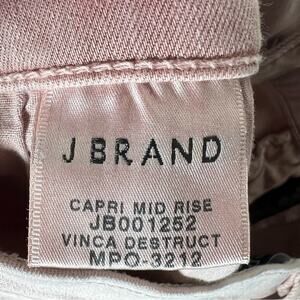 J BRAND
CAPRI MID RISE
JB001252
VINCA DESTRUCT
MPO-3212